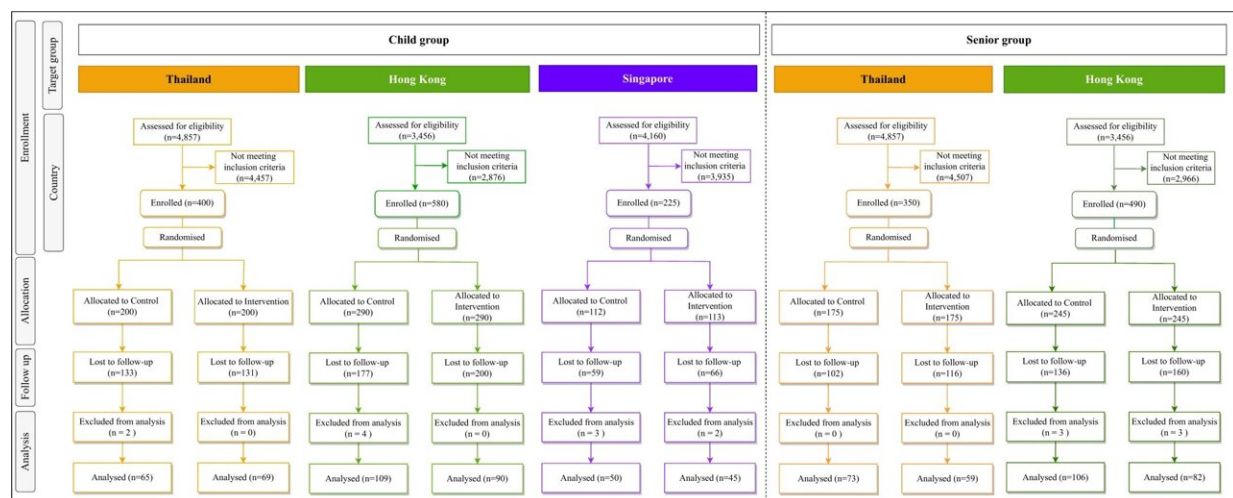 Enrollment
Target group
Country
Allocation
Follow up
Analysis
Child group
Senior group
Thailand
Hong Kong
Singapore
Thailand
Hong Kong
Assessed for eligibility
(n=4,857)
Not meeting
inclusion criteria
(n=4,457)
Enrolled (n=400)
Randomised
Allocated to Control
(n=200)
Allocated to Intervention
(n=200)
Lost to follow-up
(n=133)
Lost to follow-up
(n=131)
Excluded from analysis
(n = 2 )
Excluded from analysis
(n = 0)
Analysed (n=65)
Analysed (n=69)
Assessed for eligibility
(n=3,456)
Not meeting
inclusion criteria
(n=2,876)
Enrolled (n=580)
Randomised
Allocated to Control
(n=290)
Allocated to
Intervention
(n=290)
Lost to follow-up
(n=177)
Lost to follow-up
(n=200)
Excluded from analysis
(n = 4 )
Excluded from analysis
(n = 0)
Analysed (n=109)
Analysed (n=90)
Assessed for eligibility
(n=4,160)
Not meeting
inclusion criteria
(n=3,935)
Enrolled (n=225)
Randomised
Allocated to Control
(n=112)
Allocated to
Intervention
(n=113)
Lost to follow-up
(n=59)
Lost to follow-up
(n=66)
Excluded from analysis
(n = 3 )
Excluded from analysis
(n = 2)
Analysed (n=50)
Analysed (n=45)
Assessed for eligibility
(n=4,857)
Not meeting
inclusion criteria
(n=4,507)
Enrolled (n=350)
Randomised
Allocated to Control
(n=175)
Allocated to
Intervention
(n=175)
Lost to follow-up
(n=102)
Lost to follow-up
(n=116)
Excluded from analysis
(n = 0 )
Excluded from analysis
(n = 0)
Analysed (n=73)
Analysed (n=59)
Assessed for eligibility
(n=3,456)
Not meeting
inclusion criteria
(n=2,966)
Enrolled (n=490)
Randomised
Allocated to Control
(n=245)
Allocated to
Intervention
(n=245)
Lost to follow-up
(n=136)
Lost to follow-up
(n=160)
Excluded from analysis
(n = 3 )
Excluded from analysis
(n = 3 )
Analysed (n=106)
Analysed (n=82)